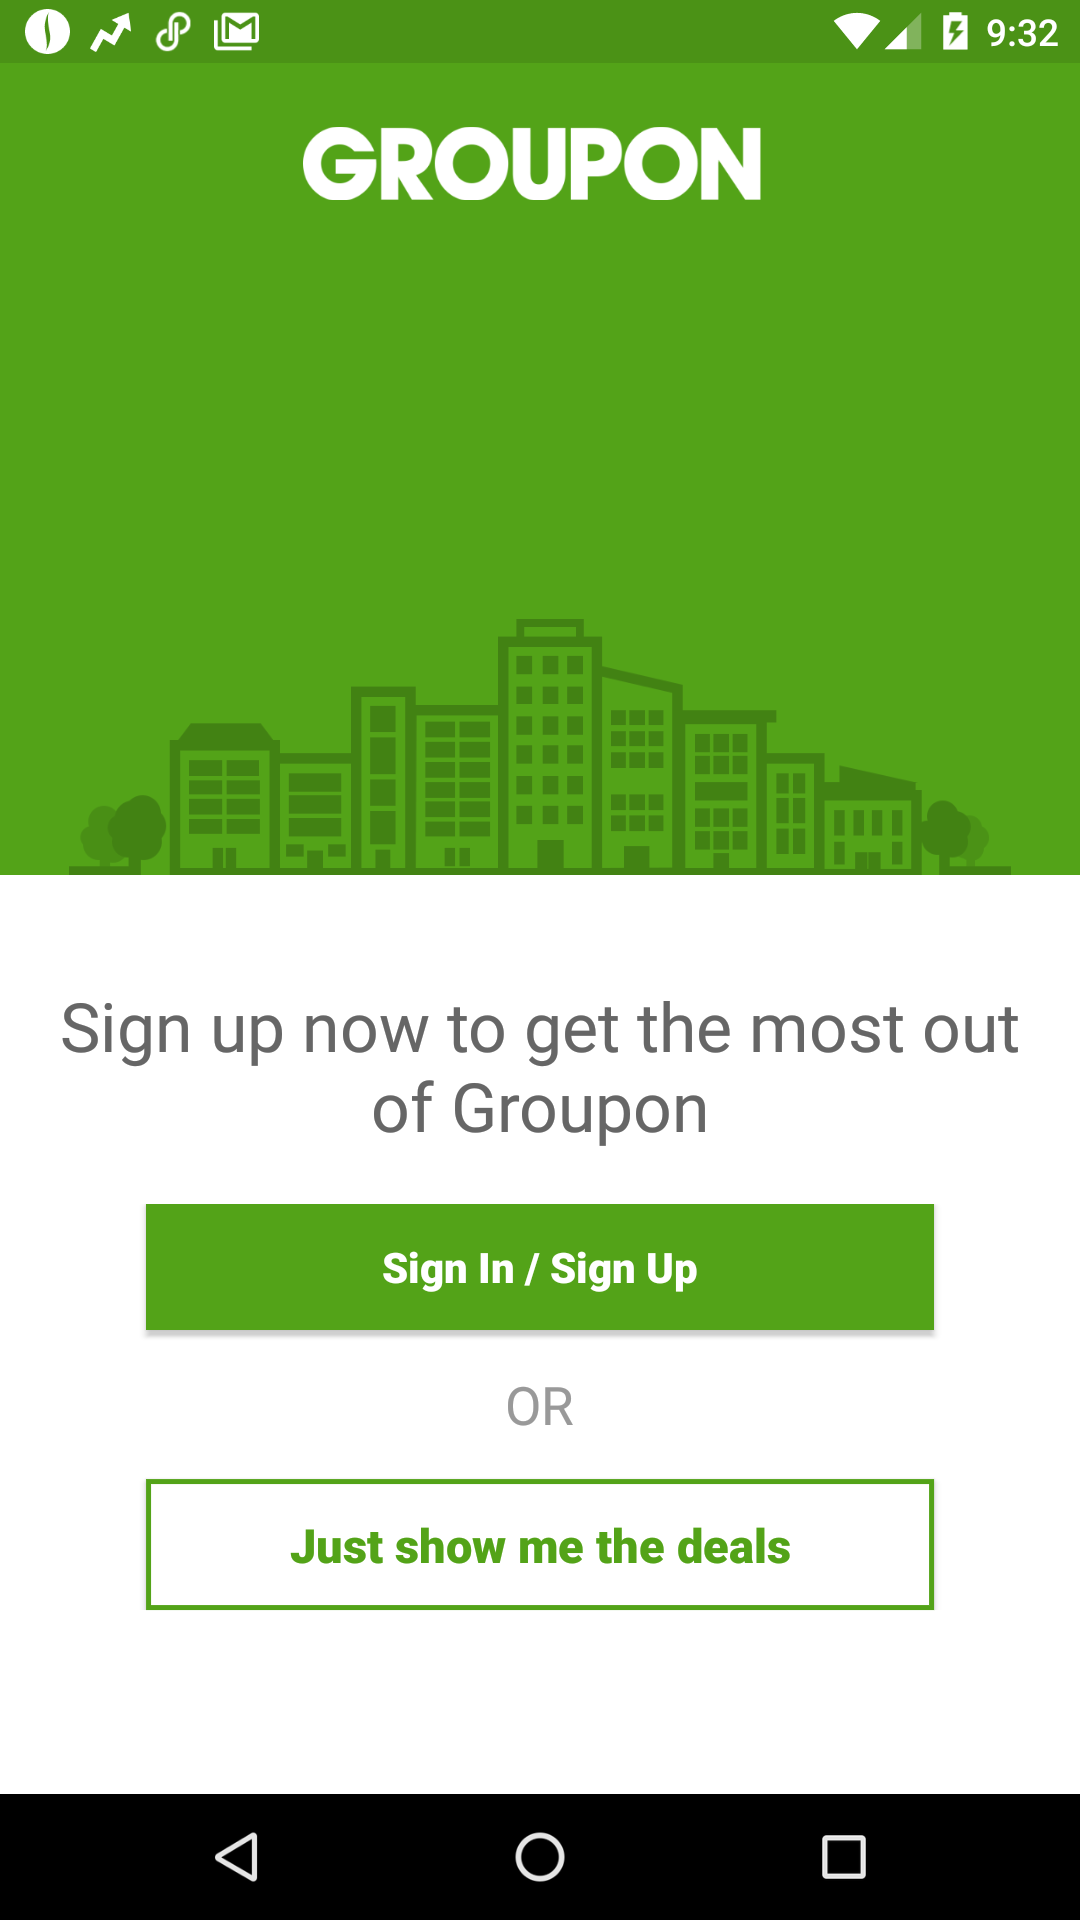 9:32
GROUPON
Sign up now to get the most out
of Groupon
Sign In / Sign Up
OR
Just show me the deals